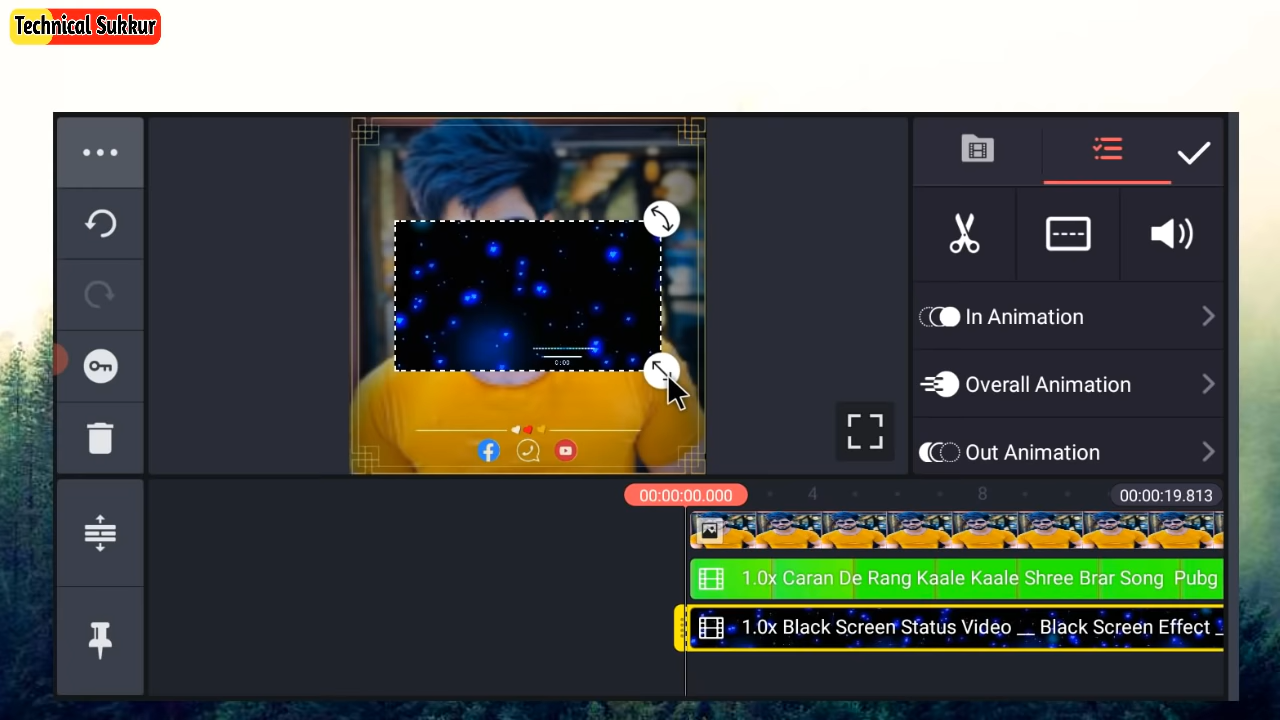 Technical Sukkur
0:00
In Animation
Overall Animation
Out Animation
00:00:00.000
4
8
00:00:19.813
1.0x Caran De Rang Kaale Kaale Shree Brar Song Pubg
1.0x Black Screen Status Video __ Black Screen Effect _